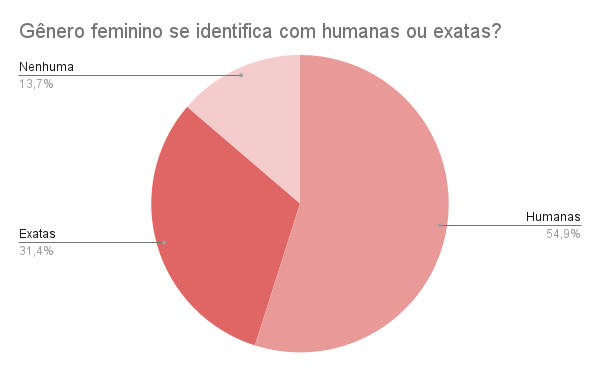 Gênero feminino se identifica com humanas ou exatas?
Nenhuma
13,7%
Humanas
54,9%
Exatas
31,4%